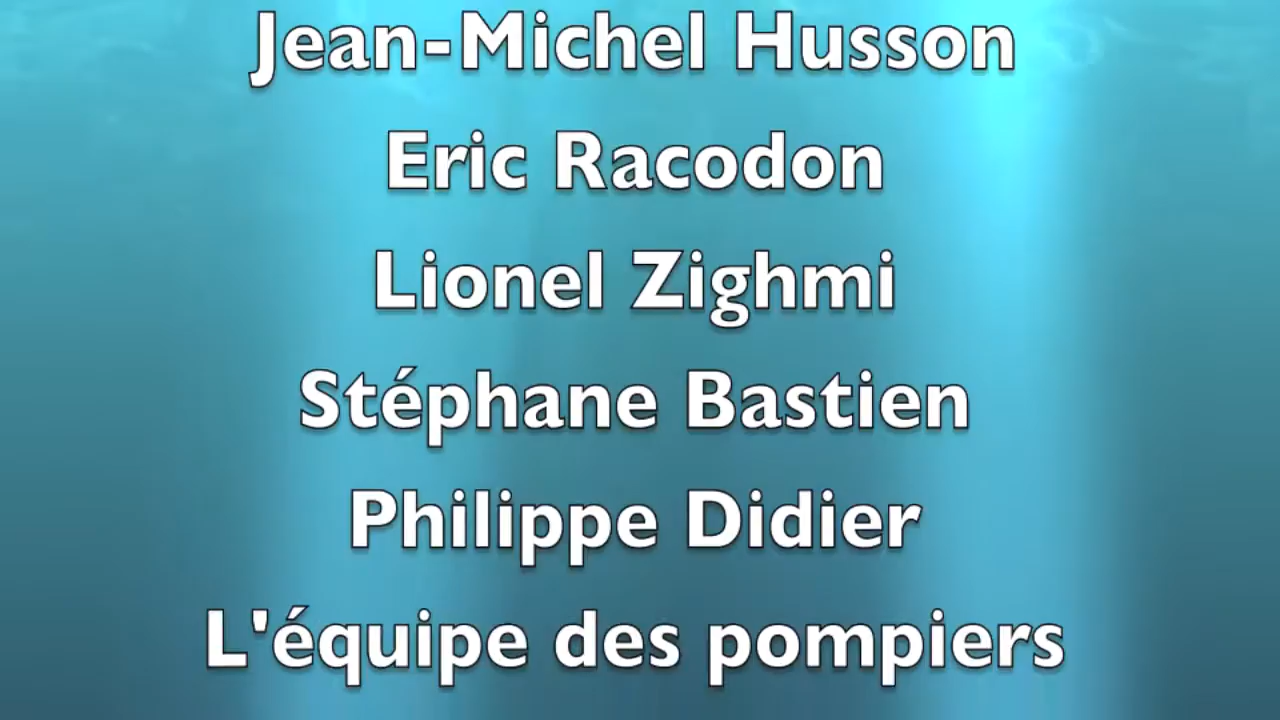 Jean-Michel Husson
Eric Racodon
Lionel Zighmi
Stéphane Bastien
Philippe Didier
L'équipe des pompiers